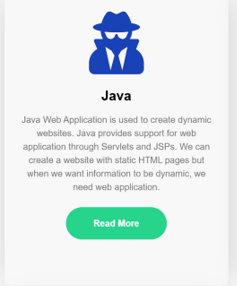 Java
Java Web Application is used to create dynamic
websites. Java provides support for web
application through Servlets and JSPs. We can
create a website with static HTML pages but
when we want information to be dynamic, we
need web application.
Read More